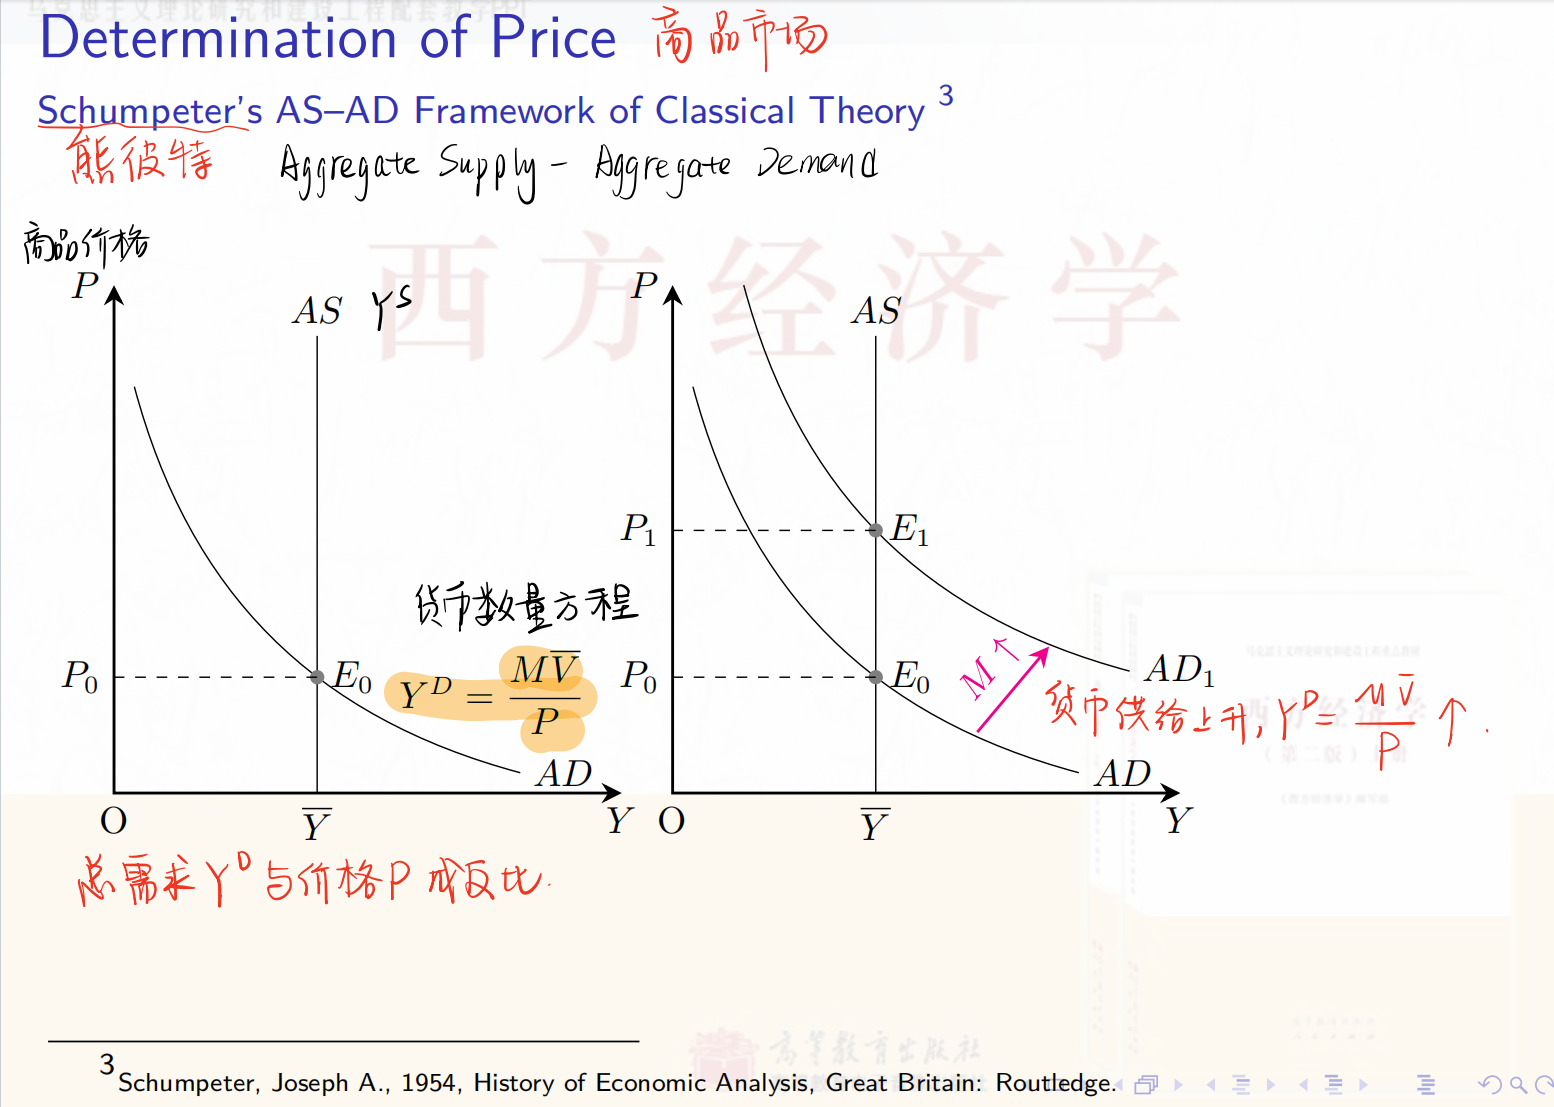 Determination of Price 商品市场
Schumpeter's AS–AD Framework of Classical Theory 3
熊彼特 Aggregate Supply – Aggregate Demand
商品价格
西方经济学
P
AS Y^S
P_0
E_0
货币数量方程
Y^D = M\overline{V} / P
AD
O
\overline{Y}
Y
P
AS
P_1
E_1
P_0
E_0
M↑
AD_1
货币供给上升, Y^D = M\overline{V} / P ↑.
AD
O
\overline{Y}
Y
总需求Y^D与价格P成反比.
高等教育出版社
3 Schumpeter, Joseph A., 1954, History of Economic Analysis, Great Britain: Routledge.